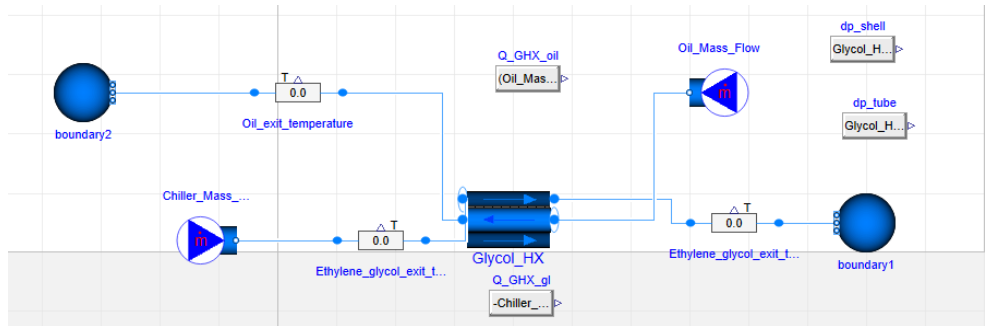 dp_shell
Q_GHX_oil
Oil_Mass_Flow
Glycol_H...
T
(Oil_Mas...
0.0
ṁ
dp_tube
Oil_exit_temperature
Glycol_H...
boundary2
Chiller_Mass_...
T
T
ṁ
0.0
0.0
Glycol_HX
Ethylene_glycol_exit_t...
Ethylene_glycol_exit_t...
boundary1
Q_GHX_gl
-Chiller_...